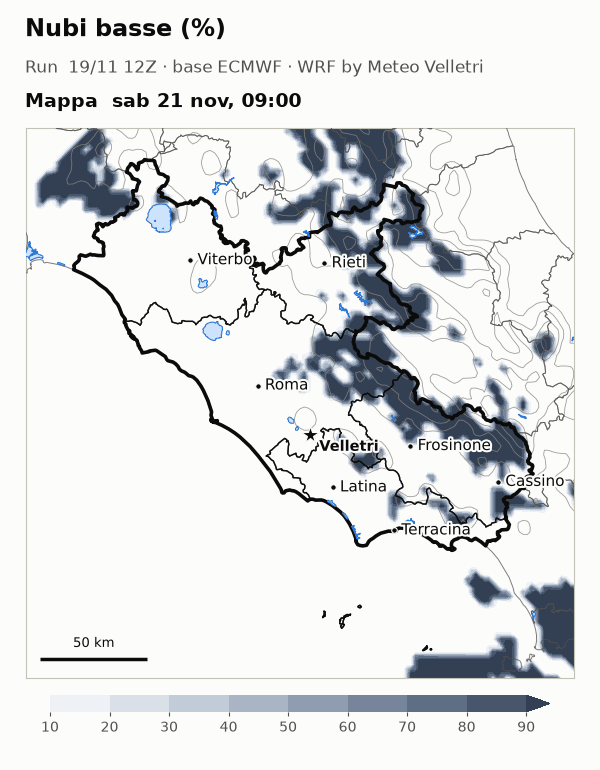 Nubi basse (%)
Run  19/11 12Z · base ECMWF · WRF by Meteo Velletri
Mappa  sab 21 nov, 09:00
Viterbo
Rieti
Roma
Velletri
Frosinone
Cassino
Latina
Terracina
50 km
10 20 30 40 50 60 70 80 90